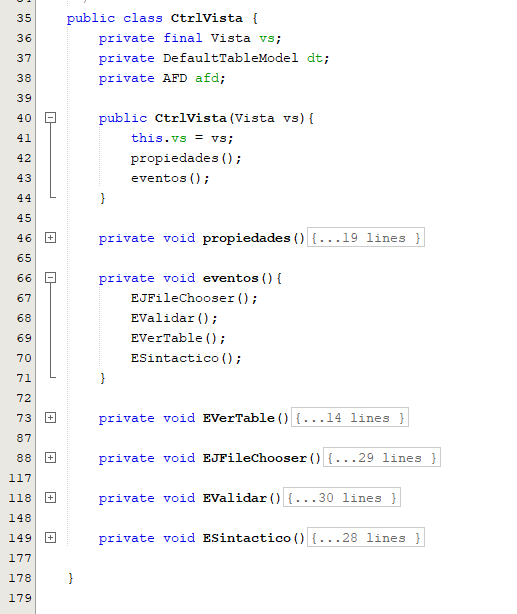 35 public class CtrlVista {
36     private final Vista vs;
37     private DefaultTableModel dt;
38     private AFD afd;
39
40     public CtrlVista(Vista vs){
41         this.vs = vs;
42         propiedades();
43         eventos();
44     }
45
46     private void propiedades(){...19 lines }
65
66     private void eventos(){
67         EJFileChooser();
68         EValidar();
69         EVerTable();
70         ESintactico();
71     }
72
73     private void EVerTable(){...14 lines }
87
88     private void EJFileChooser(){...29 lines }
117
118     private void EValidar(){...30 lines }
148
149     private void ESintactico(){...28 lines }
177
178 }
179